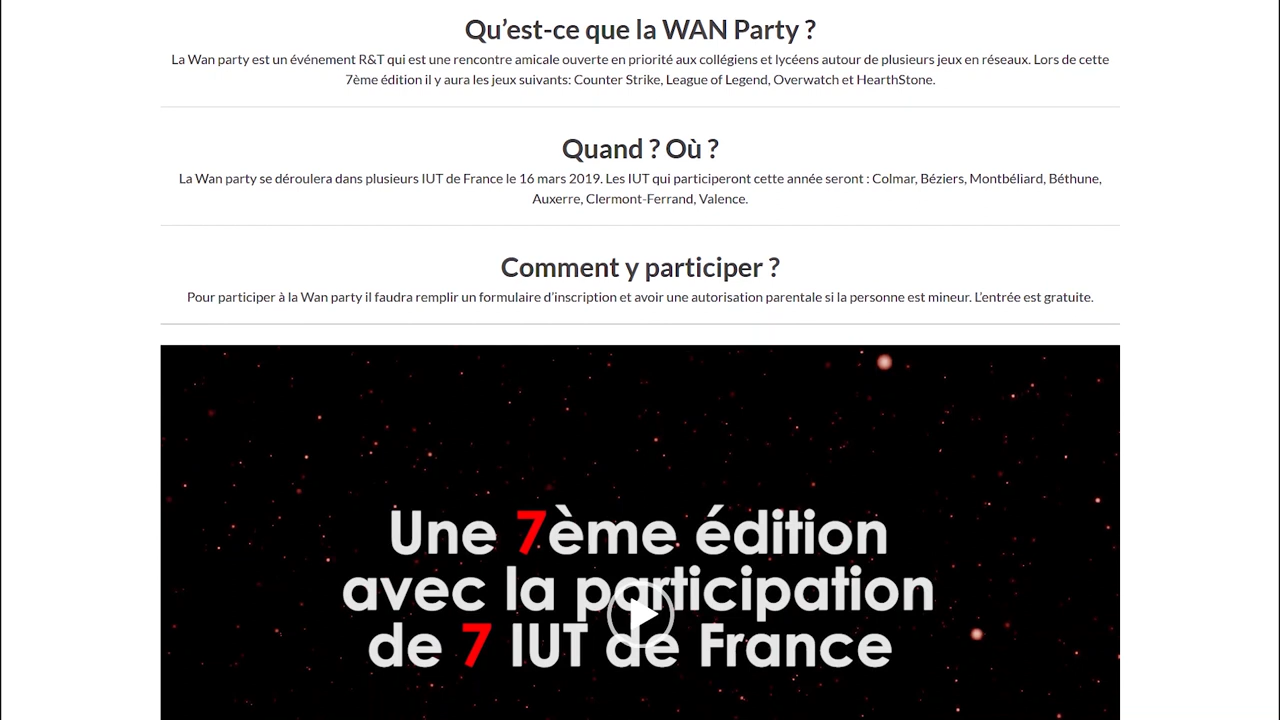 Qu’est-ce que la WAN Party ?
La Wan party est un événement R&T qui est une rencontre amicale ouverte en priorité aux collégiens et lycéens autour de plusieurs jeux en réseaux. Lors de cette
7ème édition il y aura les jeux suivants: Counter Strike, League of Legend, Overwatch et HearthStone.
Quand ? Où ?
La Wan party se déroulera dans plusieurs IUT de France le 16 mars 2019. Les IUT qui participeront cette année seront : Colmar, Béziers, Montbéliard, Béthune,
Auxerre, Clermont-Ferrand, Valence.
Comment y participer ?
Pour participer à la Wan party il faudra remplir un formulaire d’inscription et avoir une autorisation parentale si la personne est mineur. L’entrée est gratuite.
Une 7ème édition
avec la participation
de 7 IUT de France